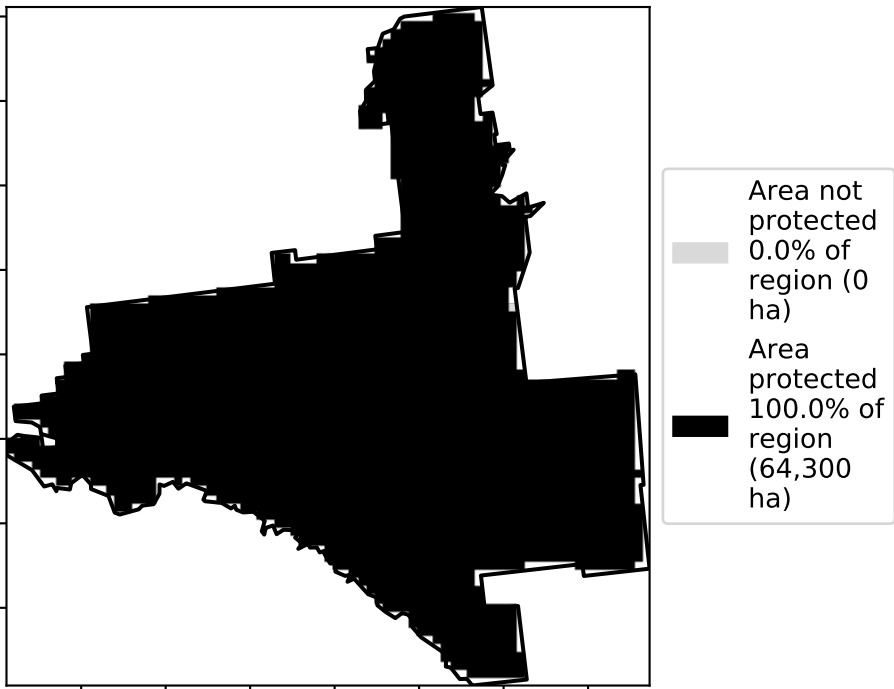 Area not
protected
0.0% of
region (0
ha)
Area
protected
100.0% of
region
(64,300
ha)